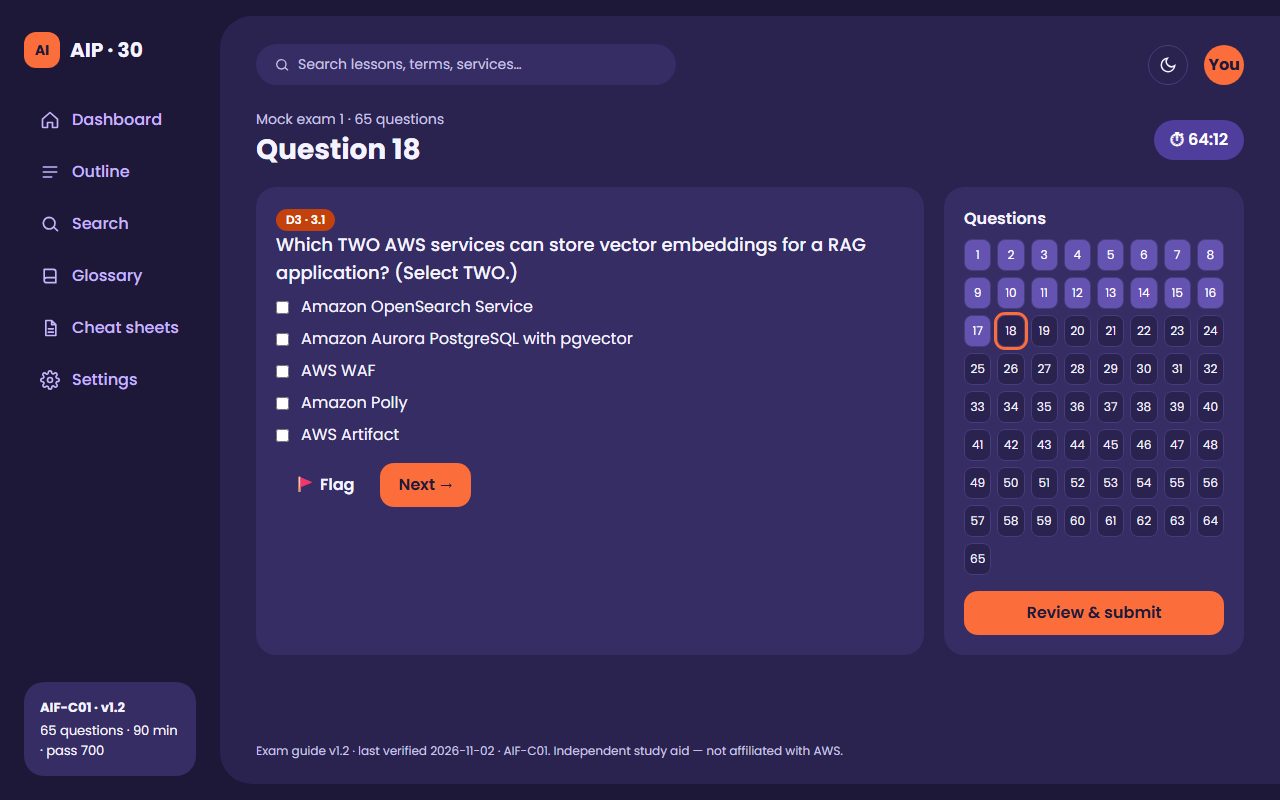 AI AIP · 30
Dashboard
Outline
Search
Glossary
Cheat sheets
Settings
AIF-C01 · v1.2
65 questions · 90 min
· pass 700
Search lessons, terms, services…
You
Mock exam 1 · 65 questions
Question 18
⏱ 64:12
D3 · 3.1
Which TWO AWS services can store vector embeddings for a RAG
application? (Select TWO.)
Amazon OpenSearch Service
Amazon Aurora PostgreSQL with pgvector
AWS WAF
Amazon Polly
AWS Artifact
🚩 Flag
Next →
Questions
1 2 3 4 5 6 7 8
9 10 11 12 13 14 15 16
17 18 19 20 21 22 23 24
25 26 27 28 29 30 31 32
33 34 35 36 37 38 39 40
41 42 43 44 45 46 47 48
49 50 51 52 53 54 55 56
57 58 59 60 61 62 63 64
65
Review & submit
Exam guide v1.2 · last verified 2026-11-02 · AIF-C01. Independent study aid — not affiliated with AWS.